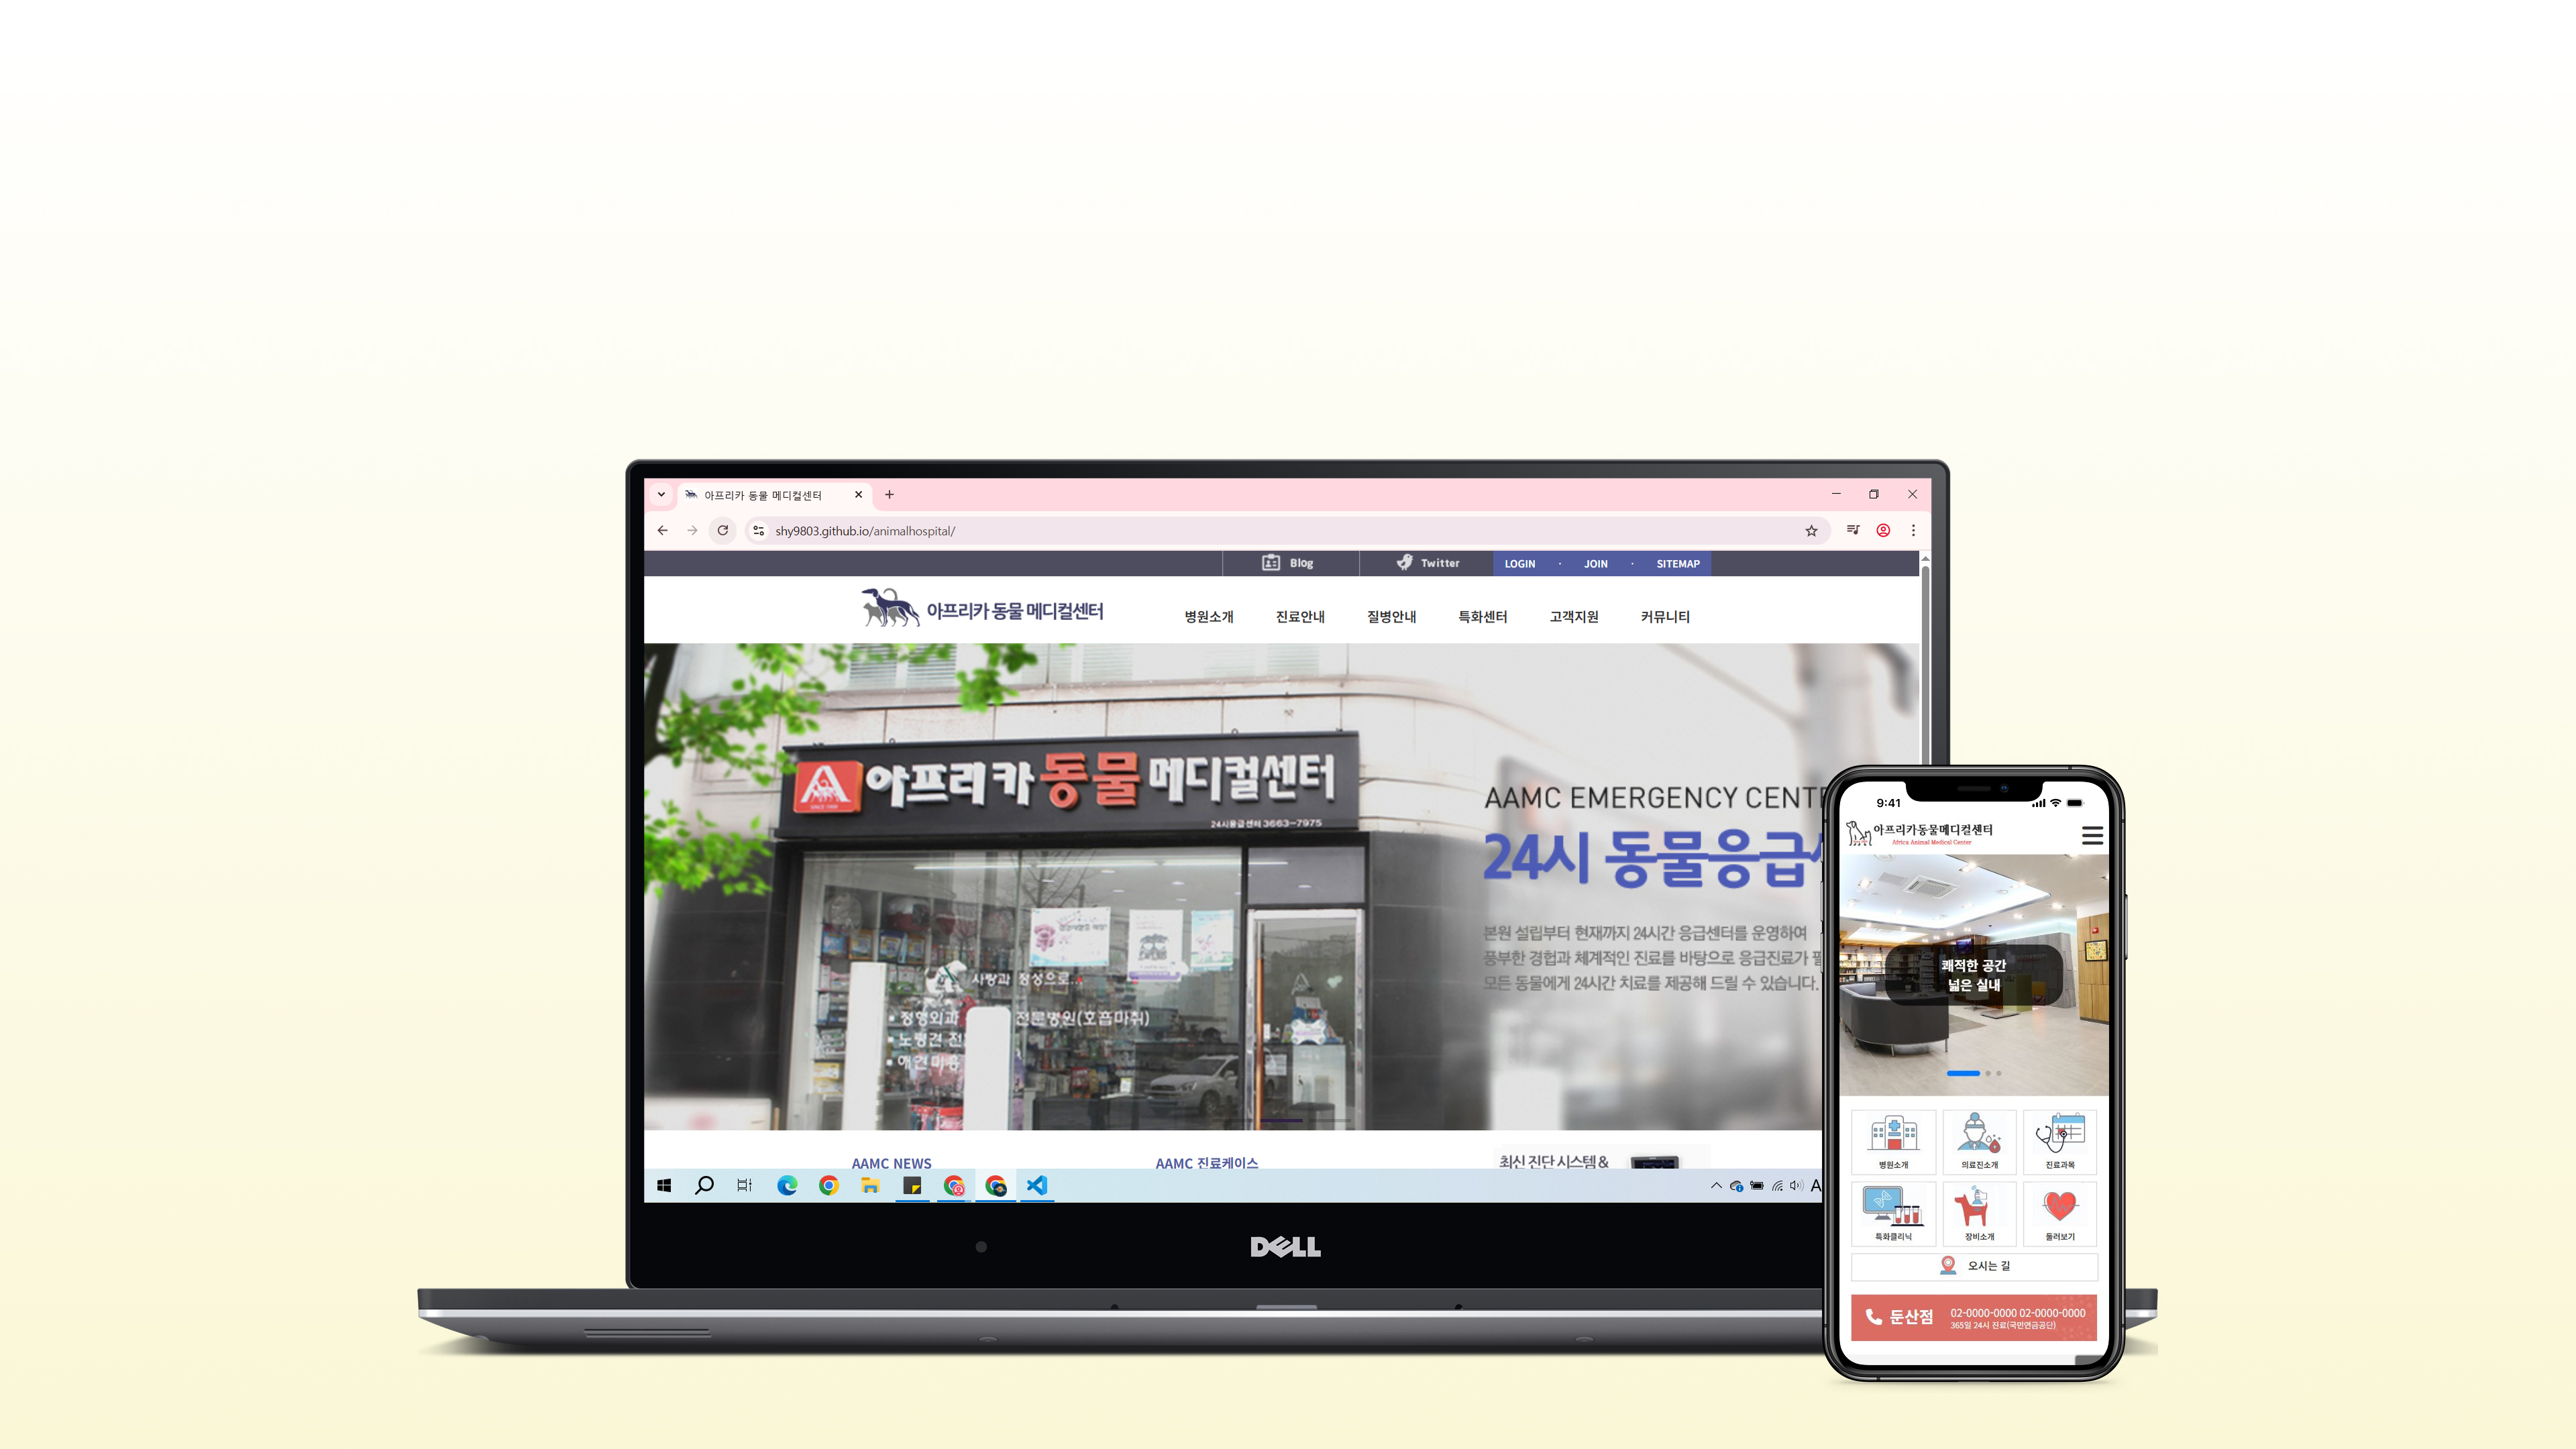 아프리카 동물 메디컬센터
shy9803.github.io/animalhospital/
Blog Twitter LOGIN · JOIN · SITEMAP
아프리카 동물 메디컬센터
병원소개 진료안내 질병안내 특화센터 고객지원 커뮤니티
아프리카 동물 메디컬센터
SINCE 1998
24시응급센터 3663-7975
사랑과 정성으로...
정형외과 전문병원(호흡마취)
노령견 전
애견미용
AAMC EMERGENCY CENT
24시 동물응급
본원 설립부터 현재까지 24시간 응급센터를 운영하여
풍부한 경험과 체계적인 진료를 바탕으로 응급진료가 필
모든 동물에게 24시간 치료를 제공해 드릴 수 있습니다.
AAMC NEWS
AAMC 진료케이스
최신 진단 시스템 &
A
DELL
9:41
아프리카동물메디컬센터
Africa Animal Medical Center
쾌적한 공간
넓은 실내
병원소개 의료진소개 진료과목
특화클리닉 장비소개 둘러보기
오시는 길
둔산점 02-0000-0000 02-0000-0000
365일 24시 진료(국민연금공단)